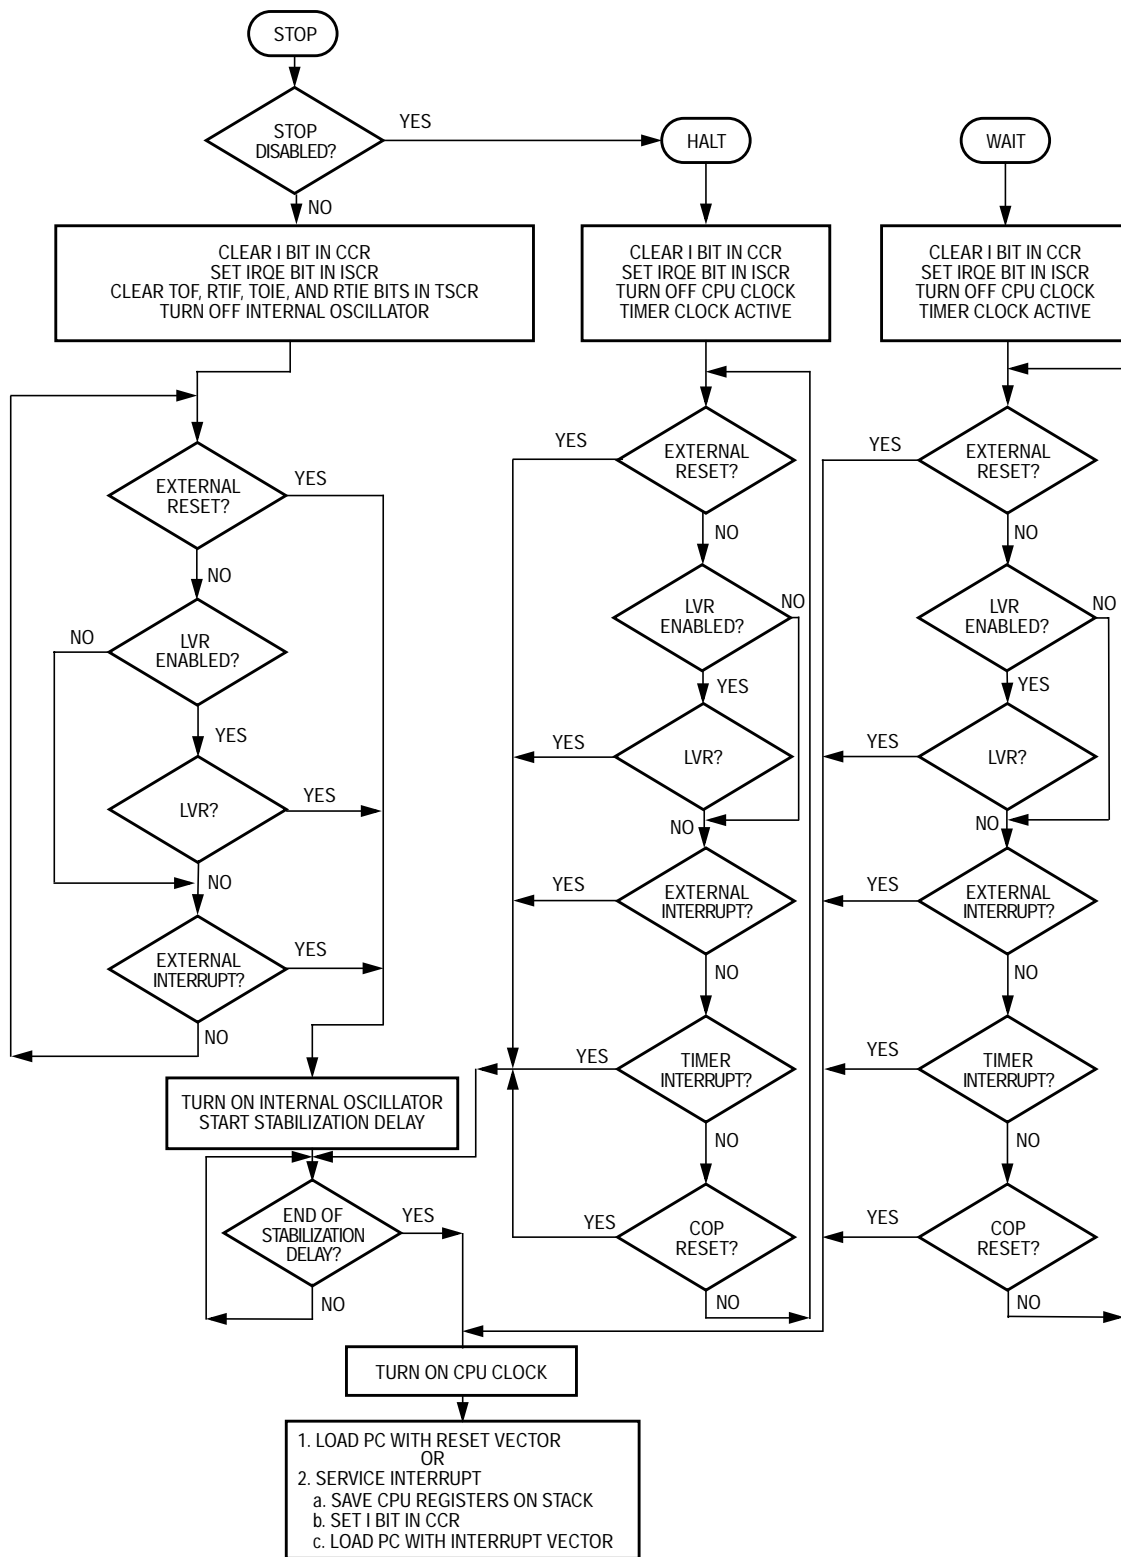 STOP
STOP
DISABLED?
YES
NO
CLEAR I BIT IN CCR
SET IRQE BIT IN ISCR
CLEAR TOF, RTIF, TOIE, AND RTIE BITS IN TSCR
TURN OFF INTERNAL OSCILLATOR
EXTERNAL
RESET?
YES
NO
LVR
ENABLED?
NO
YES
LVR?
YES
NO
EXTERNAL
INTERRUPT?
YES
NO
TURN ON INTERNAL OSCILLATOR
START STABILIZATION DELAY
END OF
STABILIZATION
DELAY?
YES
NO
HALT
CLEAR I BIT IN CCR
SET IRQE BIT IN ISCR
TURN OFF CPU CLOCK
TIMER CLOCK ACTIVE
EXTERNAL
RESET?
YES
NO
LVR
ENABLED?
NO
YES
LVR?
YES
NO
EXTERNAL
INTERRUPT?
YES
NO
TIMER
INTERRUPT?
YES
NO
COP
RESET?
YES
NO
WAIT
CLEAR I BIT IN CCR
SET IRQE BIT IN ISCR
TURN OFF CPU CLOCK
TIMER CLOCK ACTIVE
EXTERNAL
RESET?
YES
NO
LVR
ENABLED?
NO
YES
LVR?
YES
NO
EXTERNAL
INTERRUPT?
YES
NO
TIMER
INTERRUPT?
YES
NO
COP
RESET?
YES
NO
TURN ON CPU CLOCK
1. LOAD PC WITH RESET VECTOR
OR
2. SERVICE INTERRUPT
a. SAVE CPU REGISTERS ON STACK
b. SET I BIT IN CCR
c. LOAD PC WITH INTERRUPT VECTOR